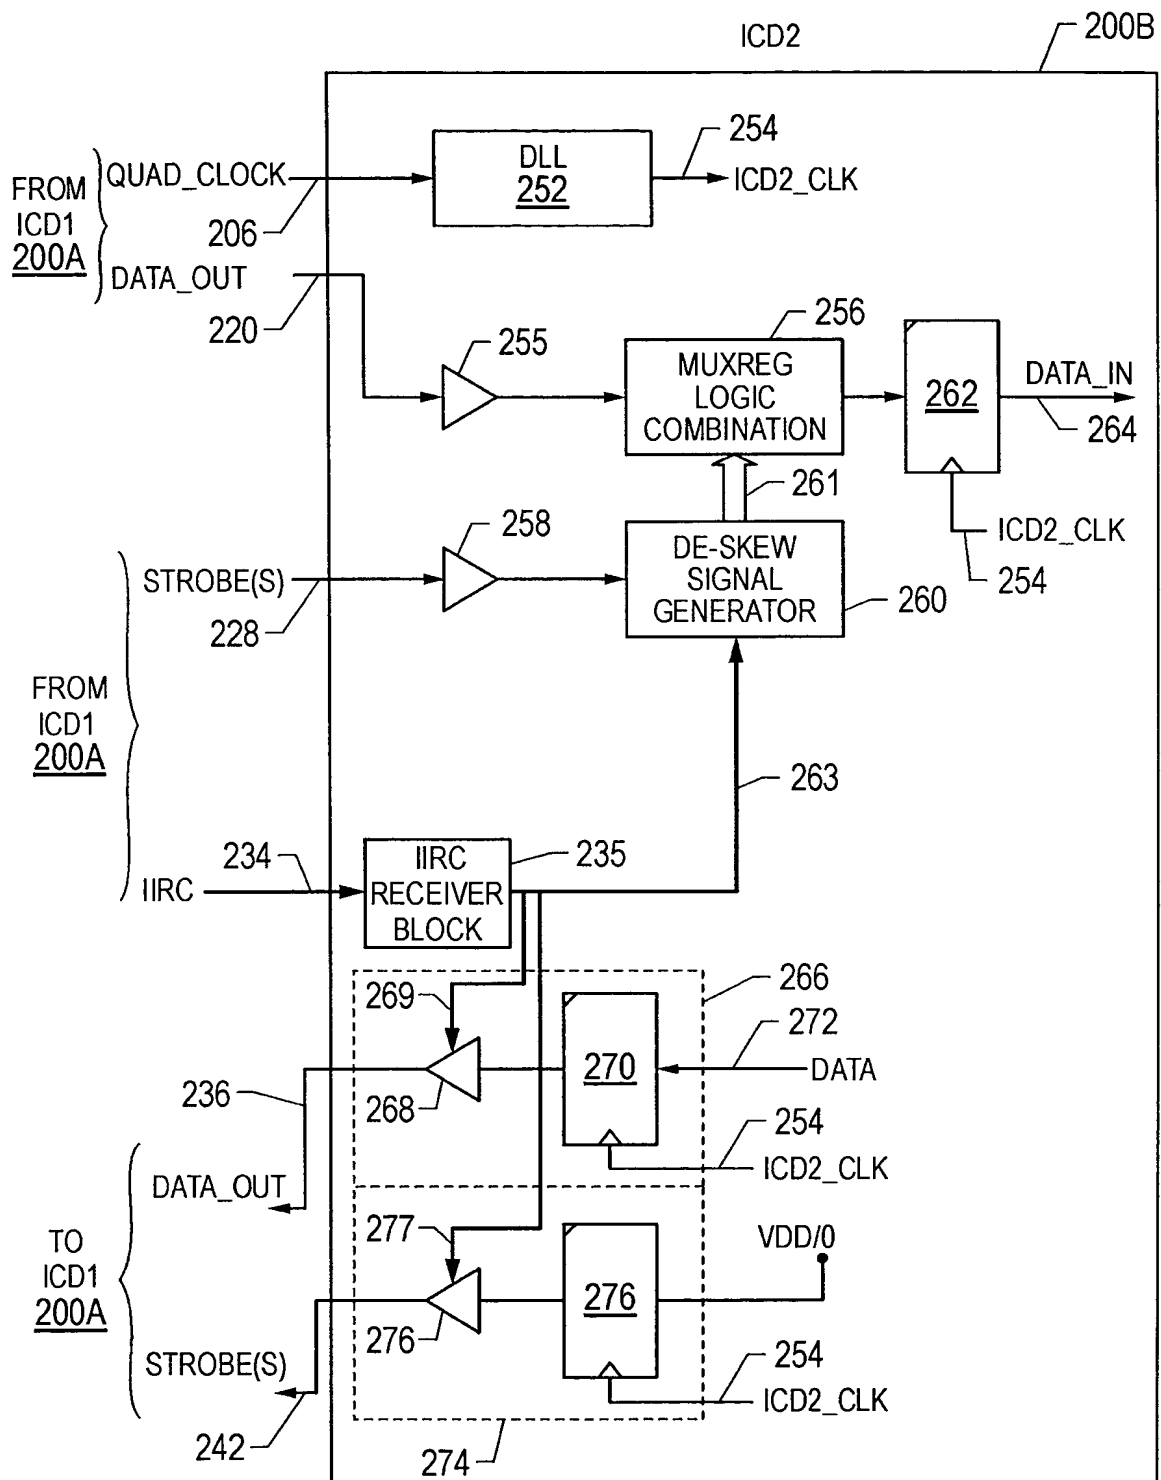 ICD2
200B
DLL
252
254
ICD2_CLK
FROM
ICD1
200A
QUAD_CLOCK
206
DATA_OUT
220
255
256
MUXREG
LOGIC
COMBINATION
262
DATA_IN
264
261
ICD2_CLK
254
258
STROBE(S)
228
DE-SKEW
SIGNAL
GENERATOR
260
FROM
ICD1
200A
263
234
IIRC
IIRC
RECEIVER
BLOCK
235
266
269
268
270
272
DATA
236
254
ICD2_CLK
DATA_OUT
TO
ICD1
200A
277
276
276
VDD/0
STROBE(S)
242
254
ICD2_CLK
274